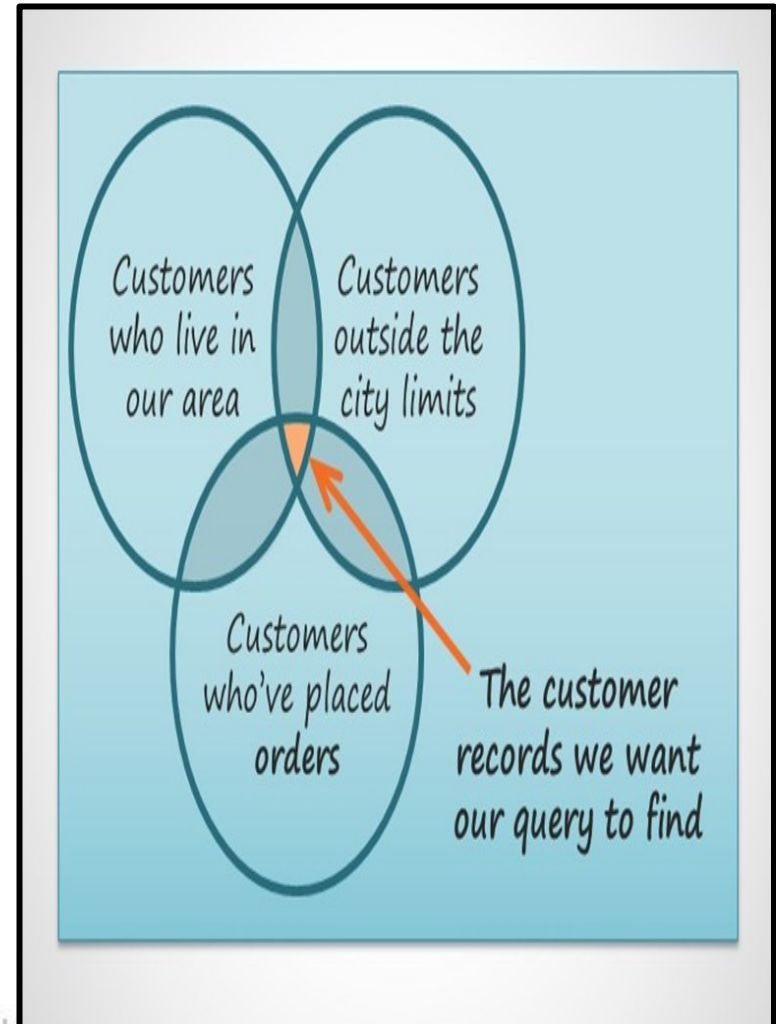 Customers
who live in
our area
Customers
outside the
city limits
Customers
who've placed
orders
The customer
records we want
our query to find